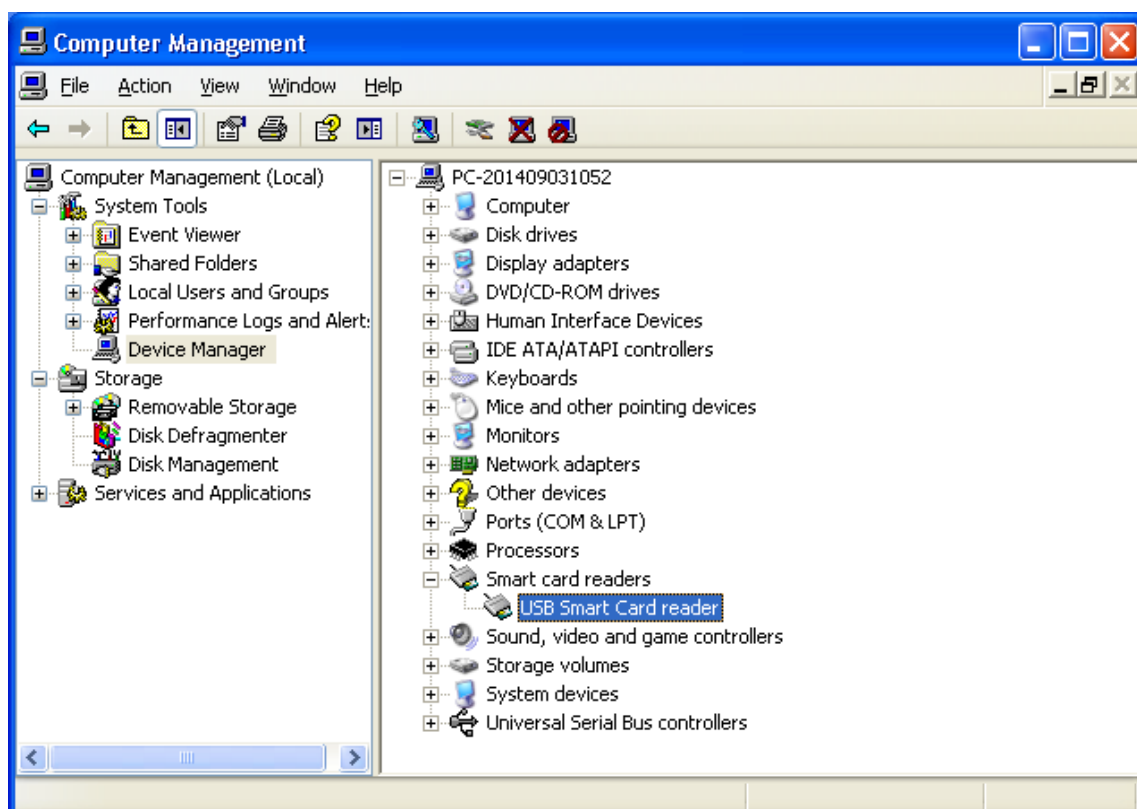 Computer Management
File Action View Window Help
Computer Management (Local)
System Tools
Event Viewer
Shared Folders
Local Users and Groups
Performance Logs and Alert
Device Manager
Storage
Removable Storage
Disk Defragmenter
Disk Management
Services and Applications
PC-201409031052
Computer
Disk drives
Display adapters
DVD/CD-ROM drives
Human Interface Devices
IDE ATA/ATAPI controllers
Keyboards
Mice and other pointing devices
Monitors
Network adapters
Other devices
Ports (COM & LPT)
Processors
Smart card readers
USB Smart Card reader
Sound, video and game controllers
Storage volumes
System devices
Universal Serial Bus controllers